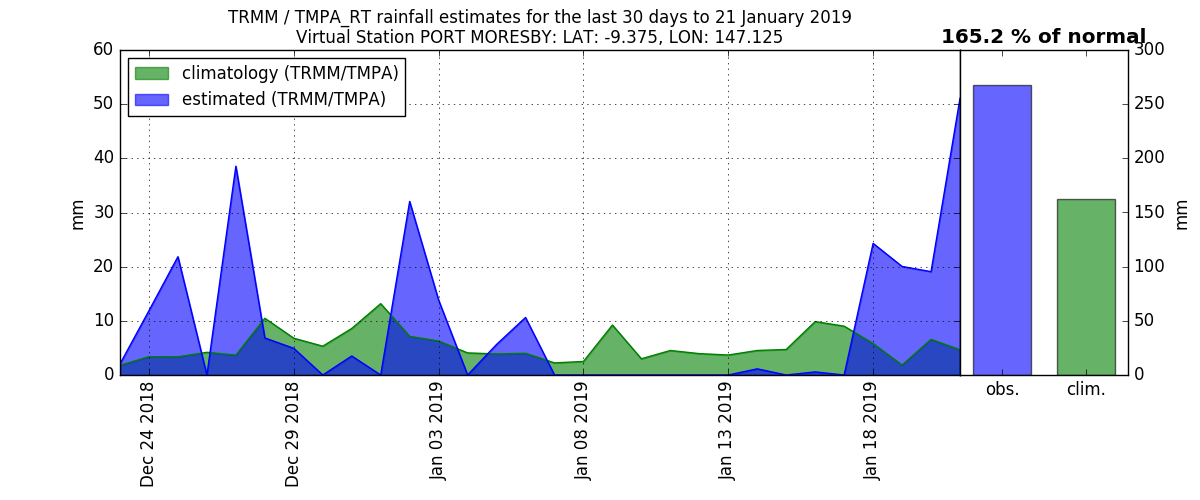 TRMM / TMPA_RT rainfall estimates for the last 30 days to 21 January 2019
Virtual Station PORT MORESBY: LAT: -9.375, LON: 147.125
165.2 % of normal
climatology (TRMM/TMPA)
estimated (TRMM/TMPA)
60
50
40
30
20
10
0
mm
Dec 24 2018
Dec 29 2018
Jan 03 2019
Jan 08 2019
Jan 13 2019
Jan 18 2019
obs.
clim.
300
250
200
150
100
50
0
mm